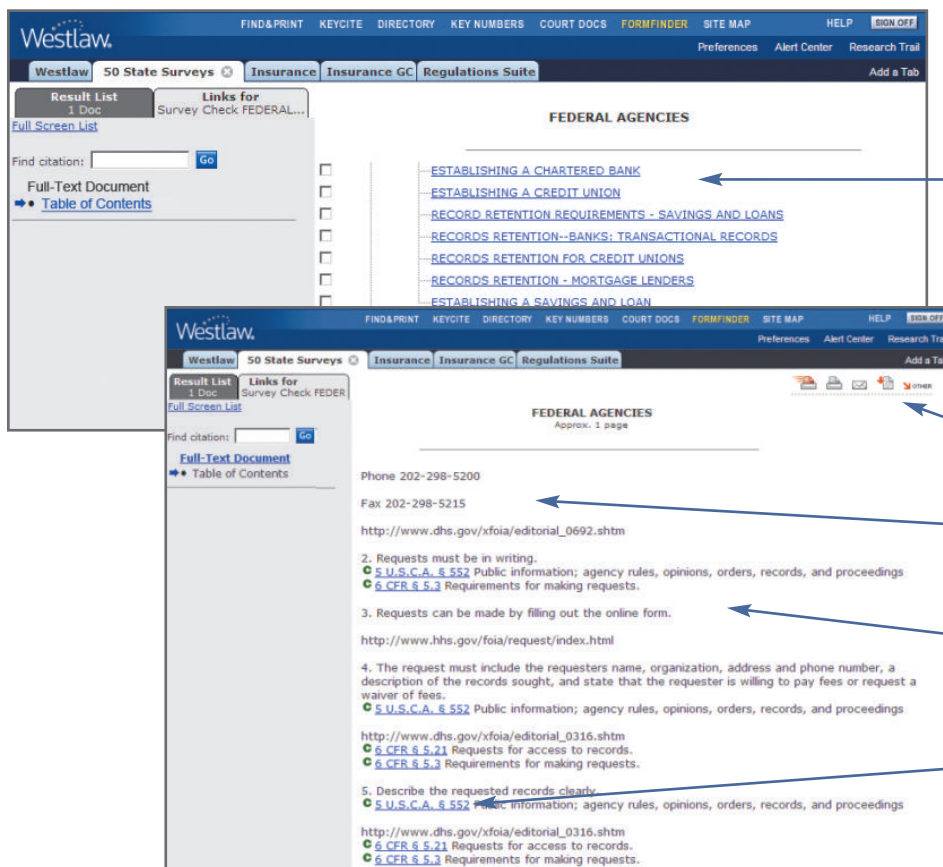 Westlaw.
FIND&PRINT KEYCITE DIRECTORY KEY NUMBERS COURT DOCS FORMFINDER SITE MAP HELP SIGN OFF
Preferences Alert Center Research Trail
Westlaw 50 State Surveys Insurance Insurance GC Regulations Suite Add a Tab
Result List Links for
1 Doc Survey Check FEDERAL...
Full Screen List
Find citation: Go
Full-Text Document
• Table of Contents
FEDERAL AGENCIES
ESTABLISHING A CHARTERED BANK
ESTABLISHING A CREDIT UNION
RECORD RETENTION REQUIREMENTS - SAVINGS AND LOANS
RECORDS RETENTION--BANKS: TRANSACTIONAL RECORDS
RECORDS RETENTION FOR CREDIT UNIONS
RECORDS RETENTION - MORTGAGE LENDERS
ESTABLISHING A SAVINGS AND LOAN
Westlaw.
FIND&PRINT KEYCITE DIRECTORY KEY NUMBERS COURT DOCS FORMFINDER SITE MAP HELP SIGN OFF
Preferences Alert Center Research Tra
Westlaw 50 State Surveys Insurance Insurance GC Regulations Suite Add a Ta
Result List Links for
1 Doc Survey Check FEDER
Full Screen List
OTHER
Find citation: Go
Full-Text Document
• Table of Contents
FEDERAL AGENCIES
Approx. 1 page
Phone 202-298-5200
Fax 202-298-5215
http://www.dhs.gov/xfoia/editorial_0692.shtm
2. Requests must be in writing.
C 5 U.S.C.A. § 552 Public information; agency rules, opinions, orders, records, and proceedings
C 6 CFR § 5.3 Requirements for making requests.
3. Requests can be made by filling out the online form.
http://www.hhs.gov/foia/request/index.html
4. The request must include the requesters name, organization, address and phone number, a
description of the records sought, and state that the requester is willing to pay fees or request a
waiver of fees.
C 5 U.S.C.A. § 552 Public information; agency rules, opinions, orders, records, and proceedings
http://www.dhs.gov/xfoia/editorial_0316.shtm
C 6 CFR § 5.21 Requests for access to records.
C 6 CFR § 5.3 Requirements for making requests.
5. Describe the requested records clearly.
C 5 U.S.C.A. § 552 Public information; agency rules, opinions, orders, records, and proceedings
http://www.dhs.gov/xfoia/editorial_0316.shtm
C 6 CFR § 5.21 Requests for access to records.
C 6 CFR § 5.3 Requirements for making requests.